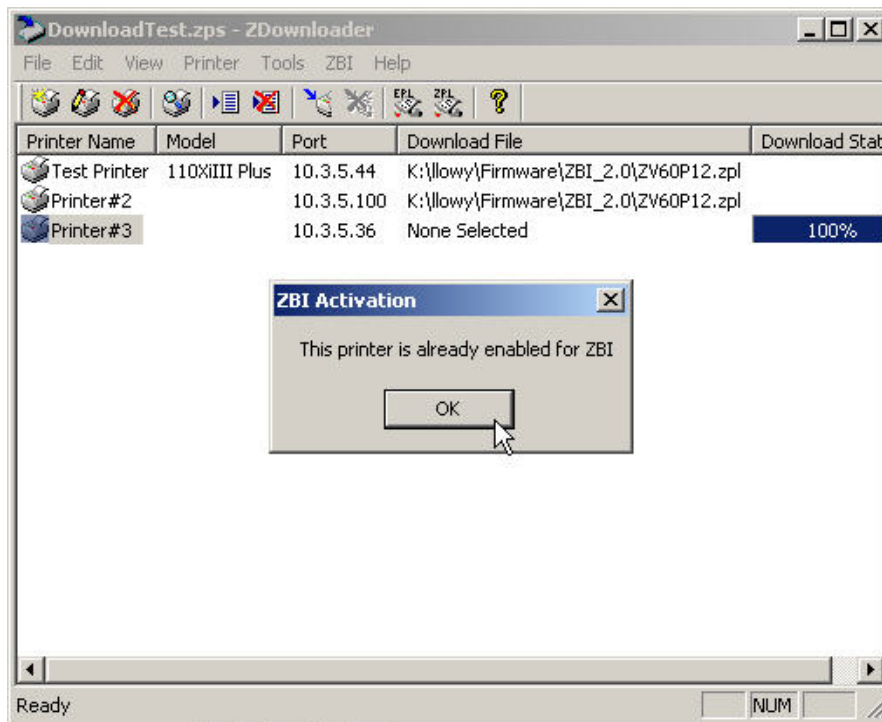 DownloadTest.zps - ZDownloader
File Edit View Printer Tools ZBI Help
EPL ZPL
Printer Name Model Port Download File Download Stat
Test Printer 110XiIII Plus 10.3.5.44 K:\llowy\Firmware\ZBI_2.0\ZV60P12.zpl
Printer#2 10.3.5.100 K:\llowy\Firmware\ZBI_2.0\ZV60P12.zpl
Printer#3 10.3.5.36 None Selected 100%
ZBI Activation
This printer is already enabled for ZBI
OK
Ready NUM